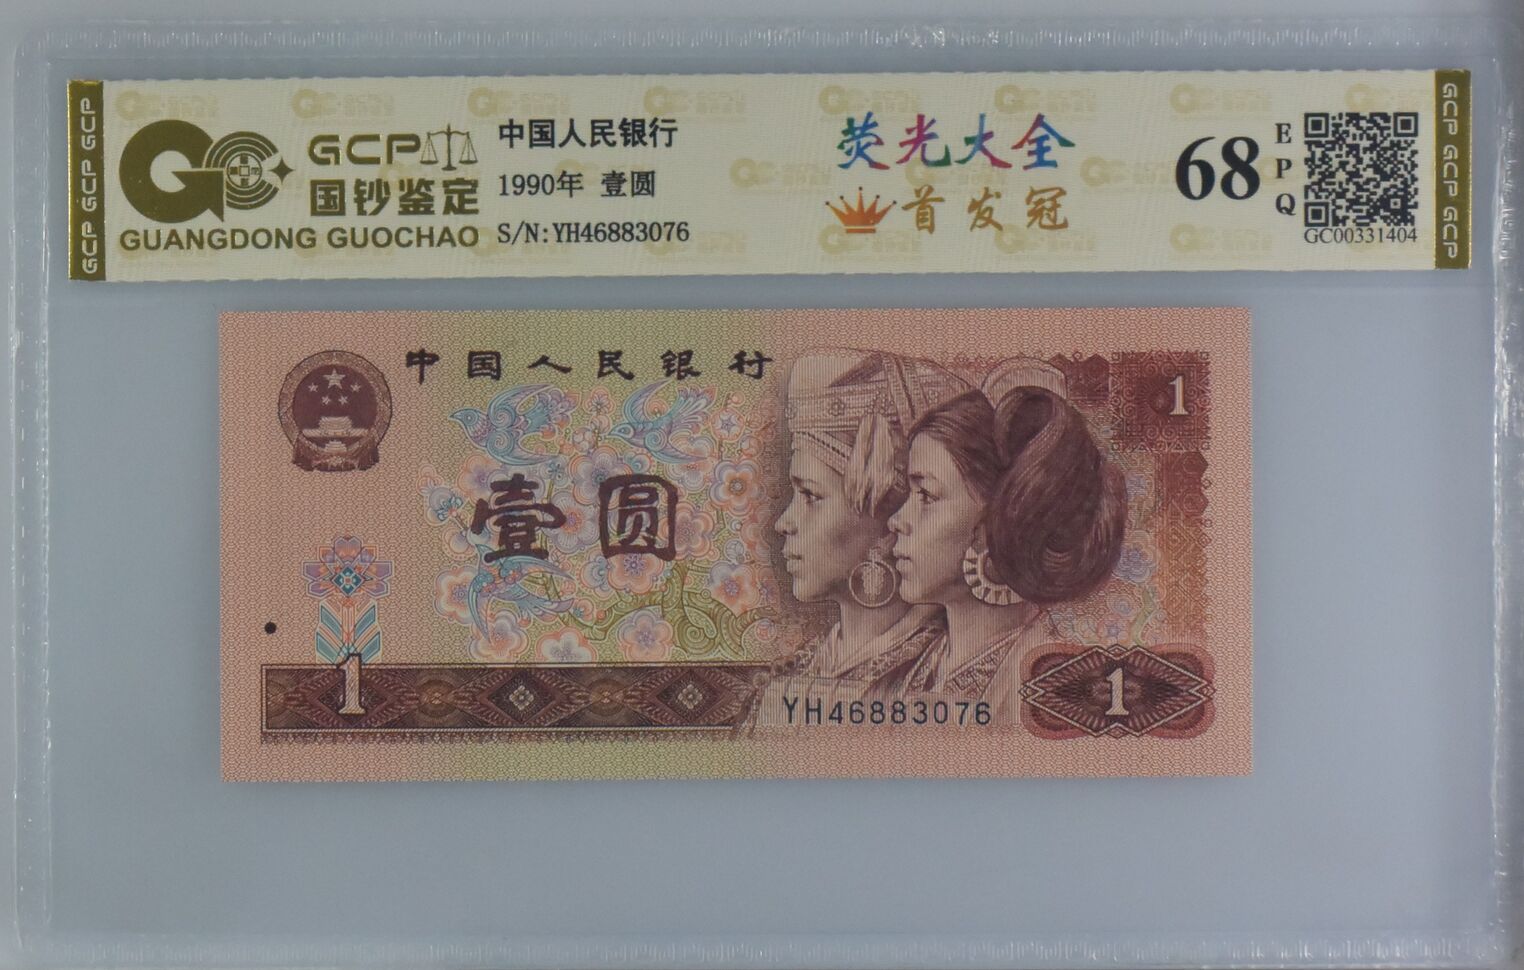 GCP GCP GCP
GCP
国钞鉴定
GUANGDONG GUOCHAO
中国人民银行
1990年 壹圆
S/N:YH46883076
荧光大全
首发冠
68
EPQ
GC00331404
GCP GCP GCP
中国人民银行
1
壹圆
1
YH46883076
1